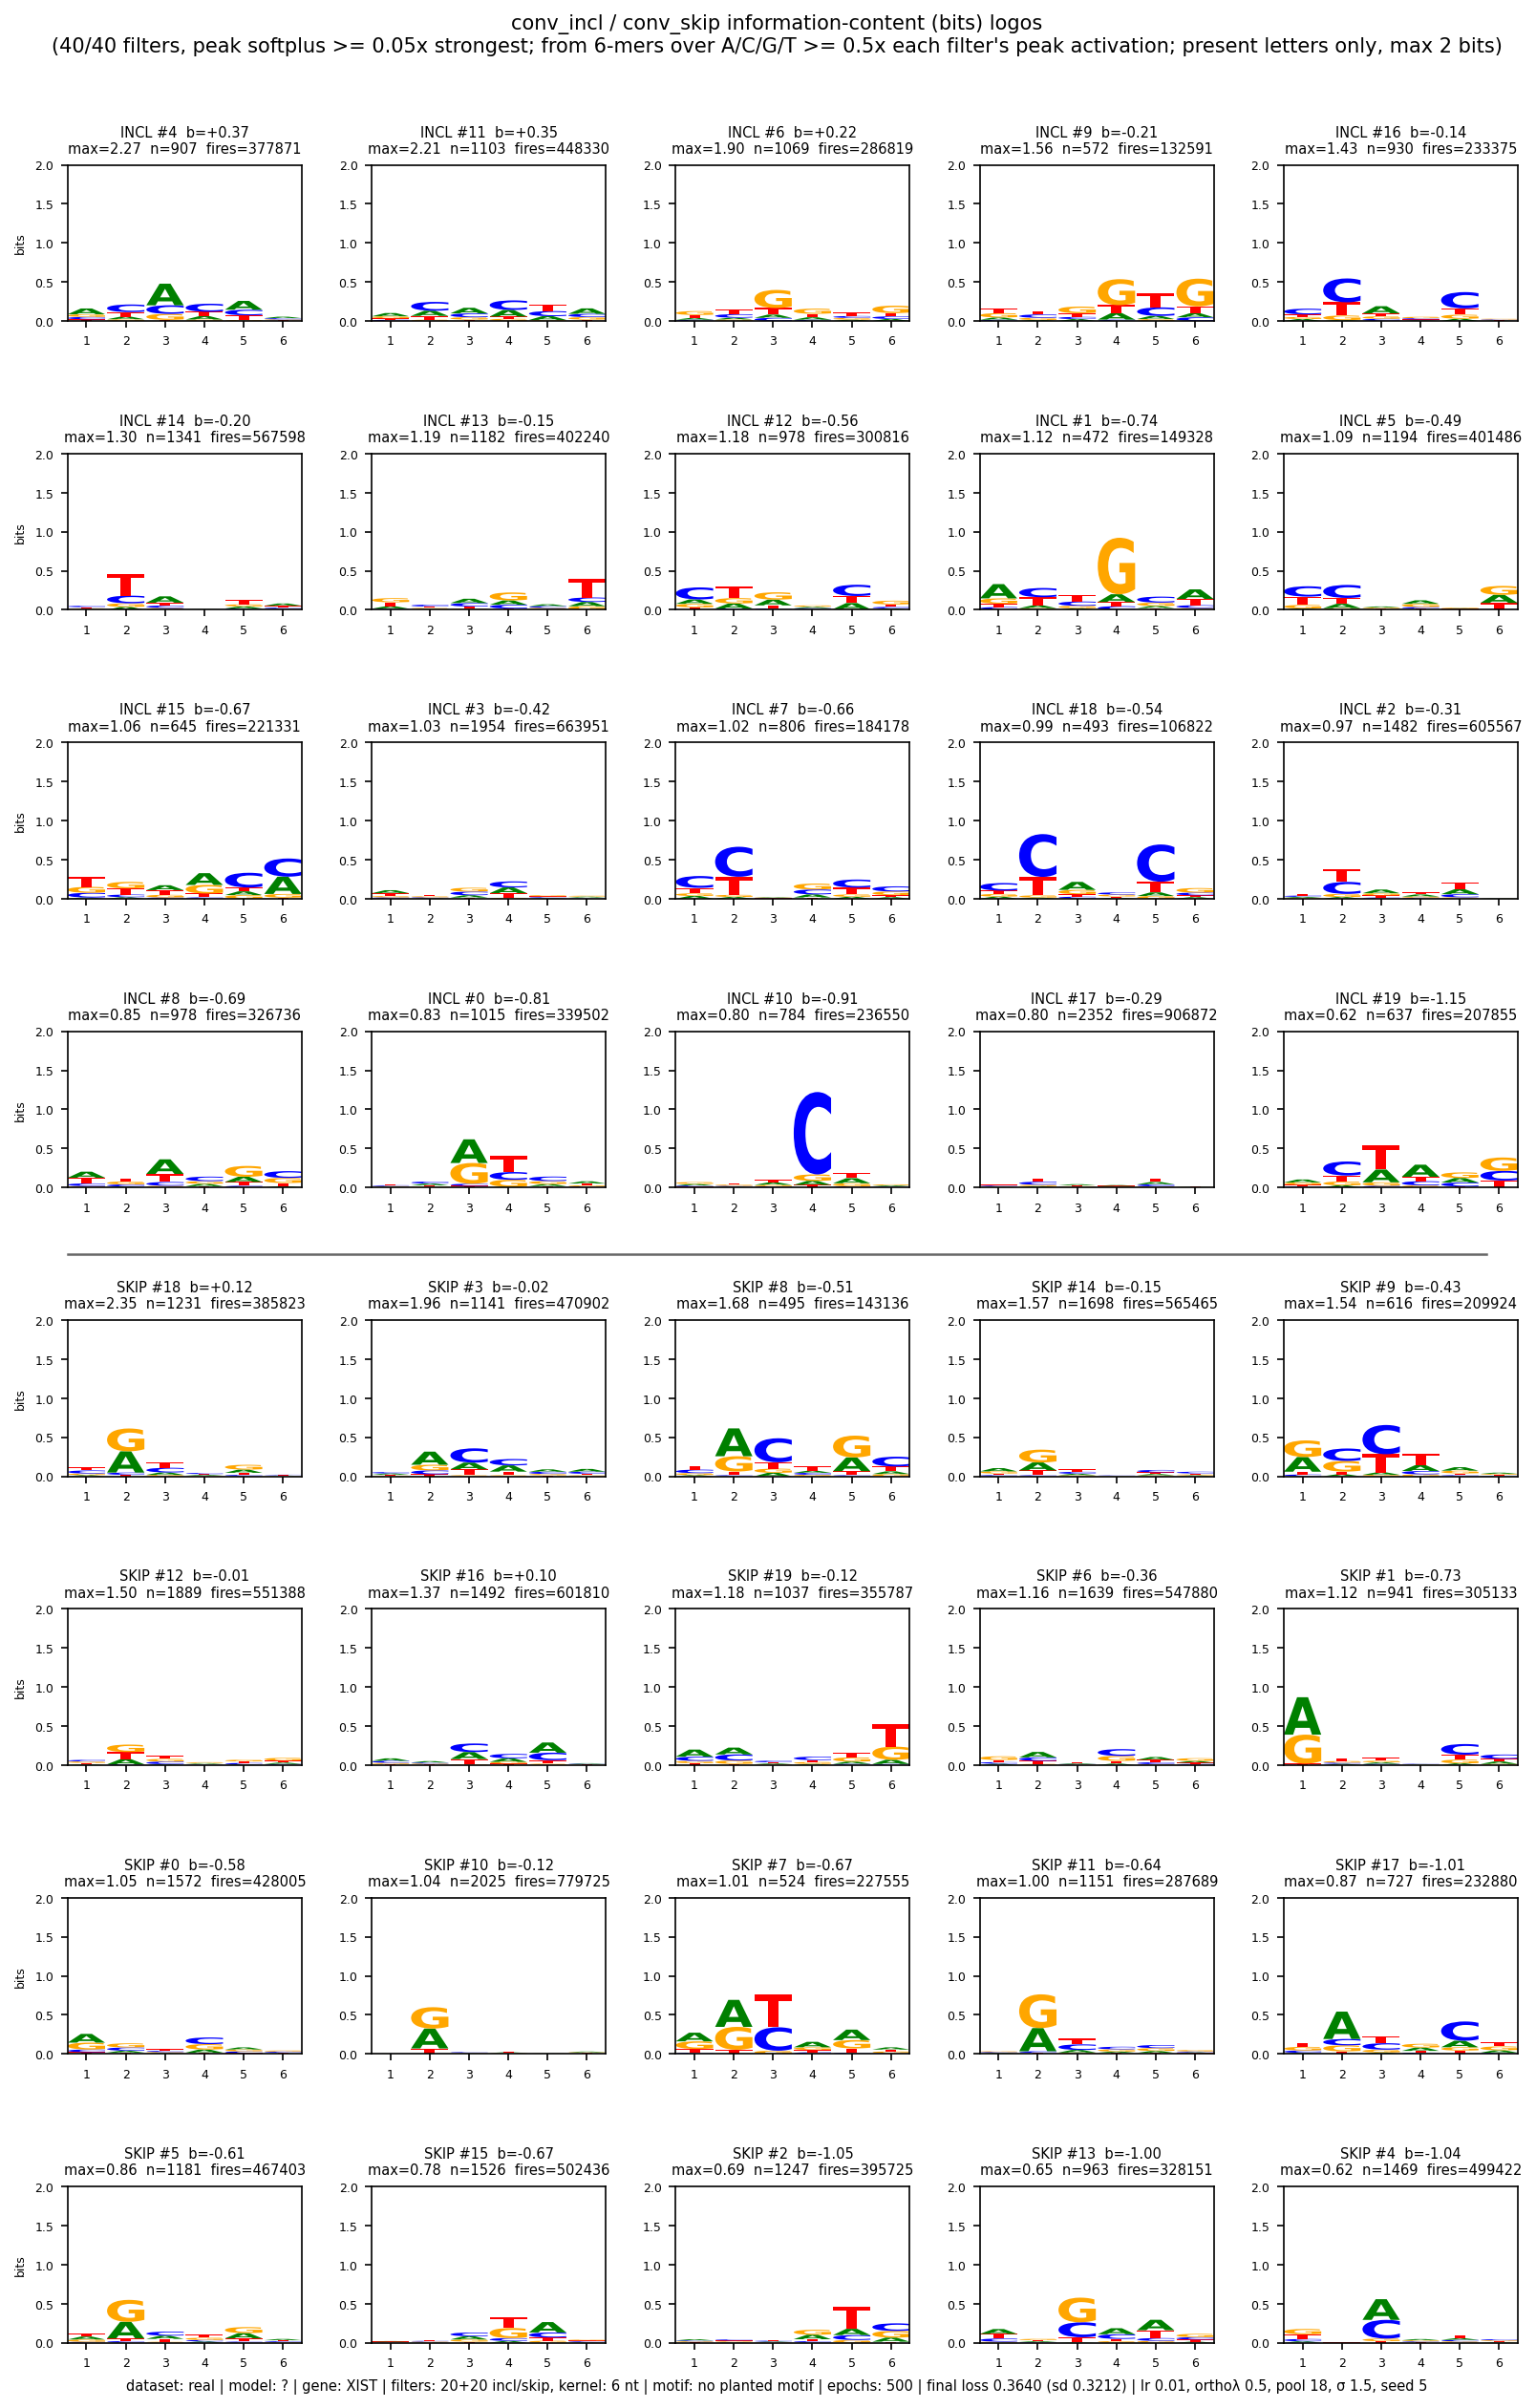 conv_incl / conv_skip information-content (bits) logos
(40/40 filters, peak softplus >= 0.05x strongest; from 6-mers over A/C/G/T >= 0.5x each filter's peak activation; present letters only, max 2 bits)
INCL #4 b=+0.37
max=2.27 n=907 fires=377871
INCL #11 b=+0.35
max=2.21 n=1103 fires=448330
INCL #6 b=+0.22
max=1.90 n=1069 fires=286819
INCL #9 b=-0.21
max=1.56 n=572 fires=132591
INCL #16 b=-0.14
max=1.43 n=930 fires=233375
INCL #14 b=-0.20
max=1.30 n=1341 fires=567598
INCL #13 b=-0.15
max=1.19 n=1182 fires=402240
INCL #12 b=-0.56
max=1.18 n=978 fires=300816
INCL #1 b=-0.74
max=1.12 n=472 fires=149328
INCL #5 b=-0.49
max=1.09 n=1194 fires=401486
INCL #15 b=-0.67
max=1.06 n=645 fires=221331
INCL #3 b=-0.42
max=1.03 n=1954 fires=663951
INCL #7 b=-0.66
max=1.02 n=806 fires=184178
INCL #18 b=-0.54
max=0.99 n=493 fires=106822
INCL #2 b=-0.31
max=0.97 n=1482 fires=605567
INCL #8 b=-0.69
max=0.85 n=978 fires=326736
INCL #0 b=-0.81
max=0.83 n=1015 fires=339502
INCL #10 b=-0.91
max=0.80 n=784 fires=236550
INCL #17 b=-0.29
max=0.80 n=2352 fires=906872
INCL #19 b=-1.15
max=0.62 n=637 fires=207855
SKIP #18 b=+0.12
max=2.35 n=1231 fires=385823
SKIP #3 b=-0.02
max=1.96 n=1141 fires=470902
SKIP #8 b=-0.51
max=1.68 n=495 fires=143136
SKIP #14 b=-0.15
max=1.57 n=1698 fires=565465
SKIP #9 b=-0.43
max=1.54 n=616 fires=209924
SKIP #12 b=-0.01
max=1.50 n=1889 fires=551388
SKIP #16 b=+0.10
max=1.37 n=1492 fires=601810
SKIP #19 b=-0.12
max=1.18 n=1037 fires=355787
SKIP #6 b=-0.36
max=1.16 n=1639 fires=547880
SKIP #1 b=-0.73
max=1.12 n=941 fires=305133
SKIP #0 b=-0.58
max=1.05 n=1572 fires=428005
SKIP #10 b=-0.12
max=1.04 n=2025 fires=779725
SKIP #7 b=-0.67
max=1.01 n=524 fires=227555
SKIP #11 b=-0.64
max=1.00 n=1151 fires=287689
SKIP #17 b=-1.01
max=0.87 n=727 fires=232880
SKIP #5 b=-0.61
max=0.86 n=1181 fires=467403
SKIP #15 b=-0.67
max=0.78 n=1526 fires=502436
SKIP #2 b=-1.05
max=0.69 n=1247 fires=395725
SKIP #13 b=-1.00
max=0.65 n=963 fires=328151
SKIP #4 b=-1.04
max=0.62 n=1469 fires=499422
dataset: real | model: ? | gene: XIST | filters: 20+20 incl/skip, kernel: 6 nt | motif: no planted motif | epochs: 500 | final loss 0.3640 (sd 0.3212) | lr 0.01, orthoλ 0.5, pool 18, σ 1.5, seed 5